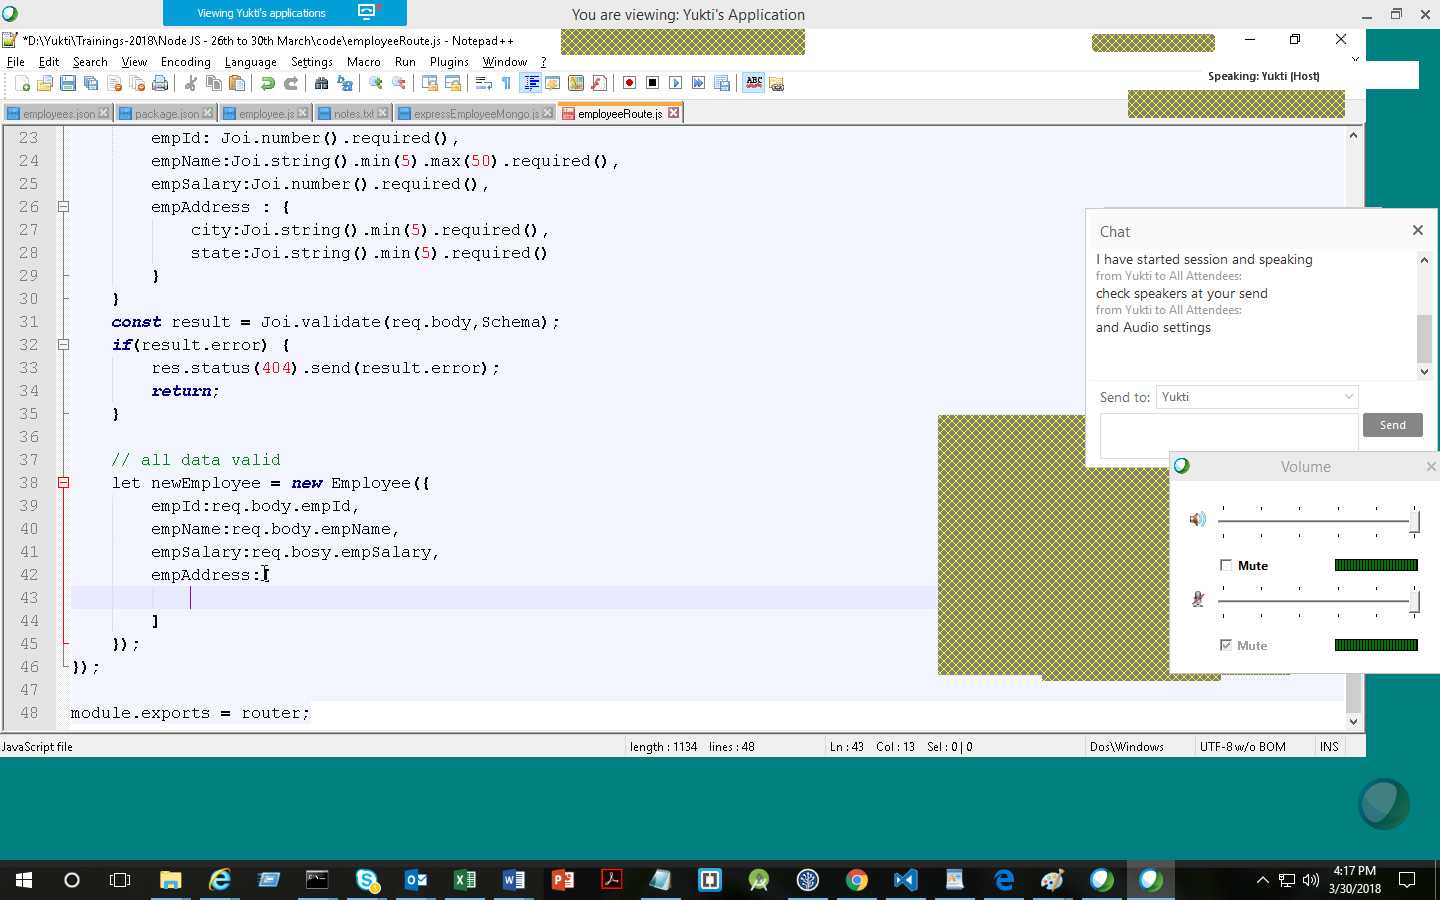 Viewing Yukti's applications
You are viewing: Yukti's Application
*D:\Yukti\Trainings-2018\Node JS - 26th to 30th March\code\employeeRoute.js - Notepad++
File Edit Search View Encoding Language Settings Macro Run Plugins Window ?
Speaking: Yukti (Host)
ABC
employees.json package.json employee.js notes.txt expressEmployeeMongo.js employeeRoute.js
23 empId: Joi.number().required(),
24 empName:Joi.string().min(5).max(50).required(),
25 empSalary:Joi.number().required(),
26 empAddress : {
27 city:Joi.string().min(5).required(),
28 state:Joi.string().min(5).required()
29 }
30 }
31 const result = Joi.validate(req.body,Schema);
32 if(result.error) {
33 res.status(404).send(result.error);
34 return;
35 }
36
37 // all data valid
38 let newEmployee = new Employee({
39 empId:req.body.empId,
40 empName:req.body.empName,
41 empSalary:req.bosy.empSalary,
42 empAddress:[
43
44 ]
45 });
46 });
47
48 module.exports = router;
JavaScript file length : 1134 lines : 48 Ln : 43 Col : 13 Sel : 0 | 0 Dos\Windows UTF-8 w/o BOM INS
Chat
I have started session and speaking
from Yukti to All Attendees:
check speakers at your send
from Yukti to All Attendees:
and Audio settings
Send to: Yukti
Send
Volume
Mute
Mute
4:17 PM
3/30/2018